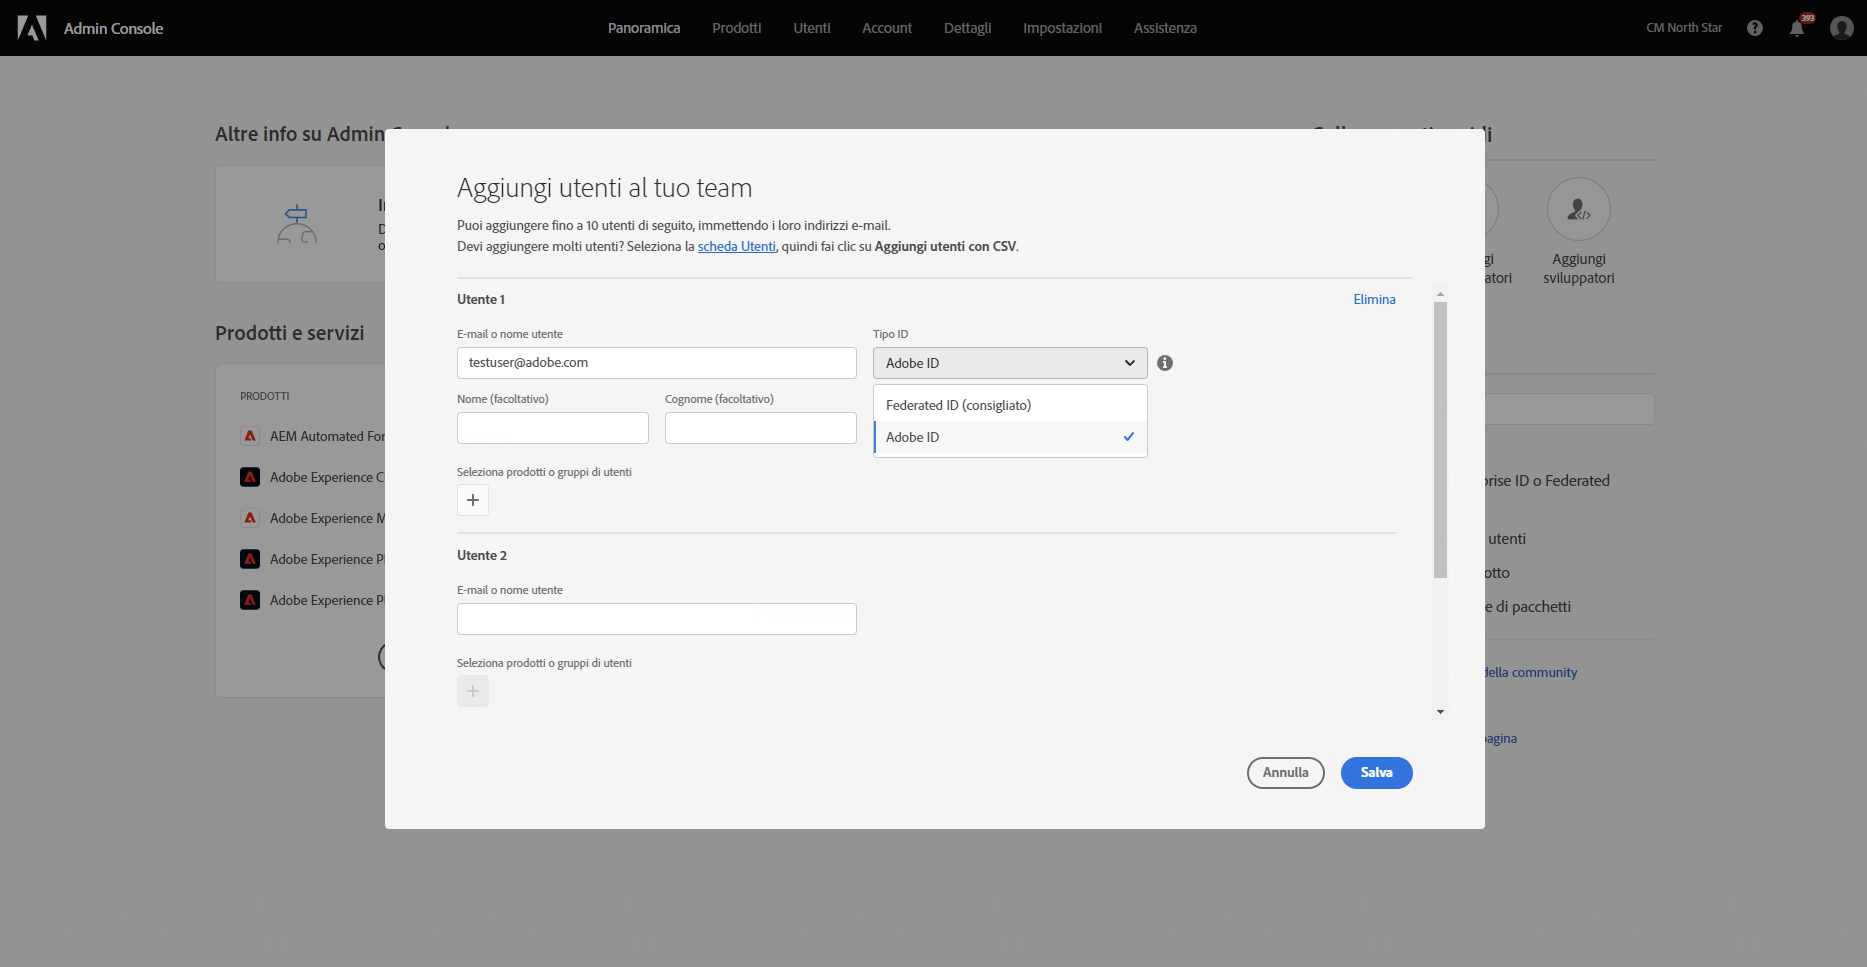 Admin Console
Panoramica
Prodotti
Utenti
Account
Dettagli
Impostazioni
Assistenza
CM North Star
393
Altre info su Admin
Aggiungi utenti al tuo team
Puoi aggiungere fino a 10 utenti di seguito, immettendo i loro indirizzi e-mail.
Devi aggiungere molti utenti? Seleziona la scheda Utenti, quindi fai clic su Aggiungi utenti con CSV.
Utente 1
Elimina
E-mail o nome utente
Tipo ID
testuser@adobe.com
Adobe ID
Nome (facoltativo)
Cognome (facoltativo)
Federated ID (consigliato)
Adobe ID
Seleziona prodotti o gruppi di utenti
Utente 2
E-mail o nome utente
Seleziona prodotti o gruppi di utenti
Annulla
Salva
Prodotti e servizi
PRODOTTI
AEM Automated For
Adobe Experience C
Adobe Experience M
Adobe Experience Pl
Adobe Experience Pl
gi
atori
Aggiungi
sviluppatori
prise ID o Federated
utenti
otto
e di pacchetti
della community
pagina